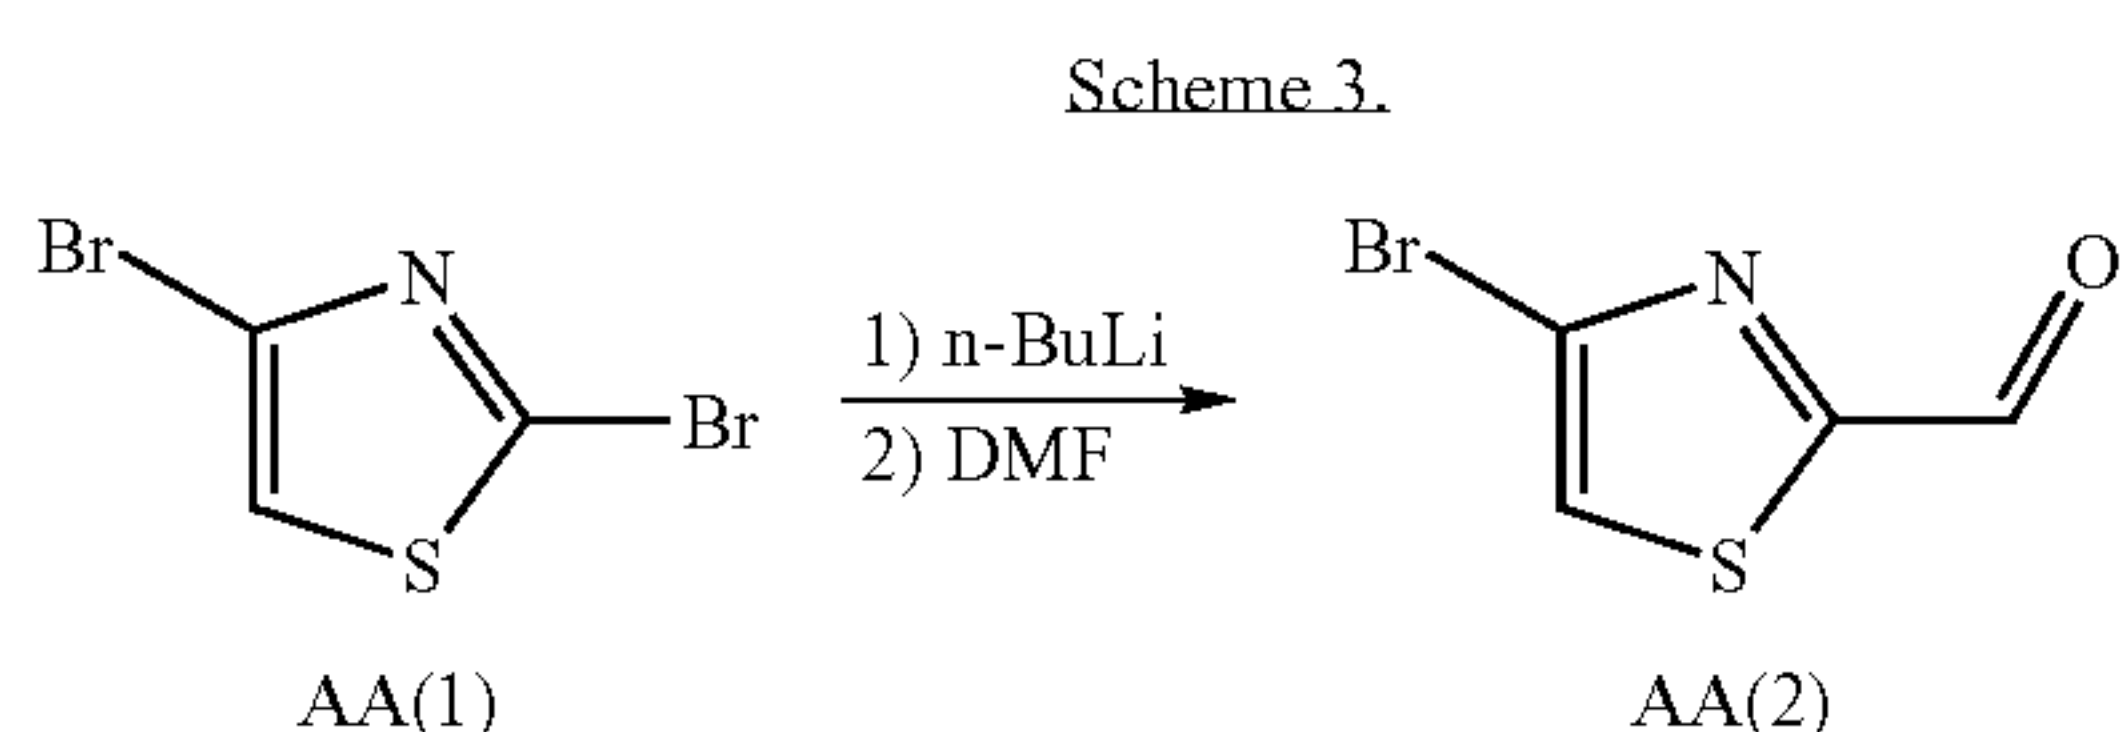 Scheme 3.
Br N Br S
1) n-BuLi
2) DMF
Br N O S
AA(1) AA(2)